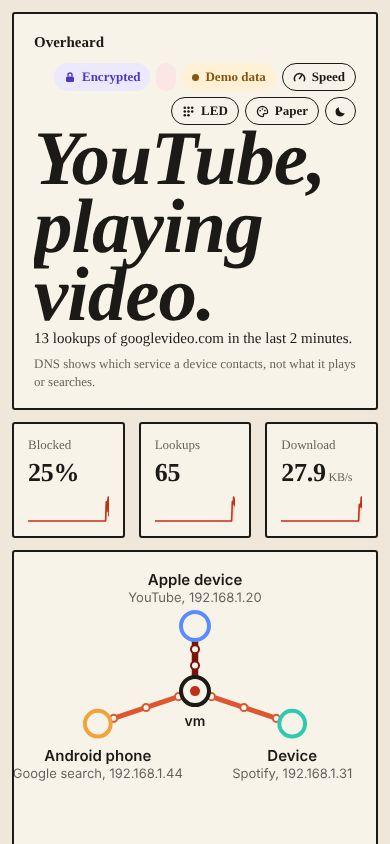 Overheard
Encrypted
Demo data
Speed
LED
Paper
YouTube,
playing
video.
13 lookups of googlevideo.com in the last 2 minutes.
DNS shows which service a device contacts, not what it plays
or searches.
Blocked
25%
Lookups
65
Download
27.9 KB/s
Apple device
YouTube, 192.168.1.20
vm
Android phone
Google search, 192.168.1.44
Device
Spotify, 192.168.1.31